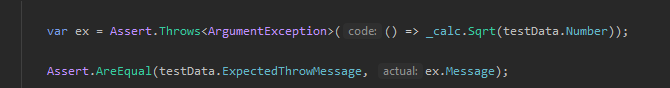 var ex = Assert.Throws<ArgumentException>( code: () => _calc.Sqrt(testData.Number));
Assert.AreEqual(testData.ExpectedThrowMessage, actual: ex.Message);